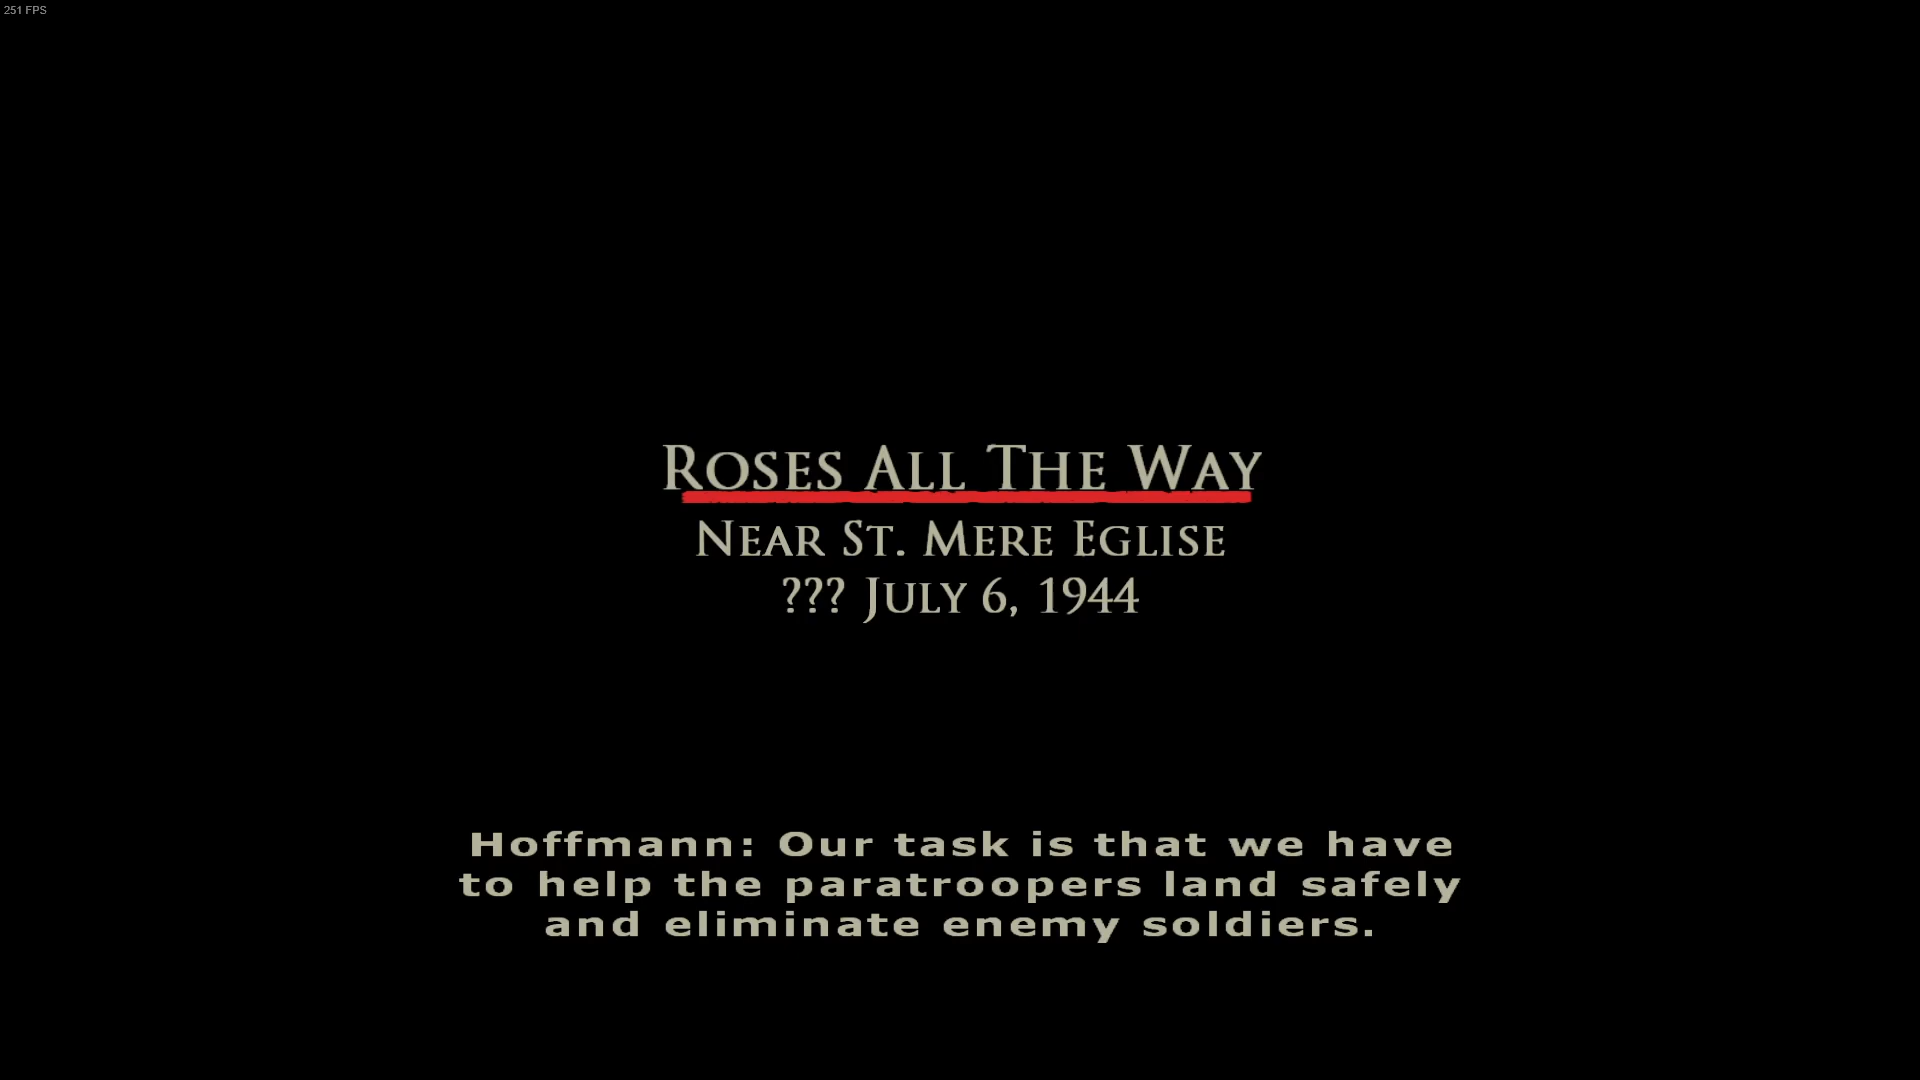 251 FPS
Roses All The Way
Near St. Mere Eglise
??? July 6, 1944
Hoffmann: Our task is that we have
to help the paratroopers land safely
and eliminate enemy soldiers.